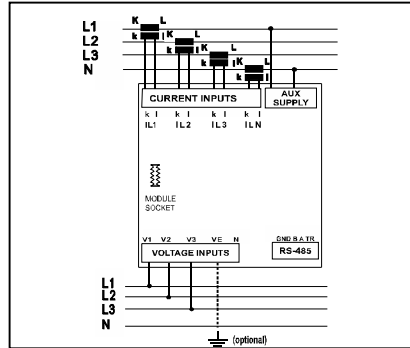 L1 K L
L2 k l K L
L3 k l K L
N k l K L
k l
CURRENT INPUTS
AUX
SUPPLY
k l k l k l k l
IL1 IL2 IL3 ILN
MODULE
SOCKET
V1 V2 V3 VE N
VOLTAGE INPUTS
GND B A TR
RS-485
L1
L2
L3
N
(optional)